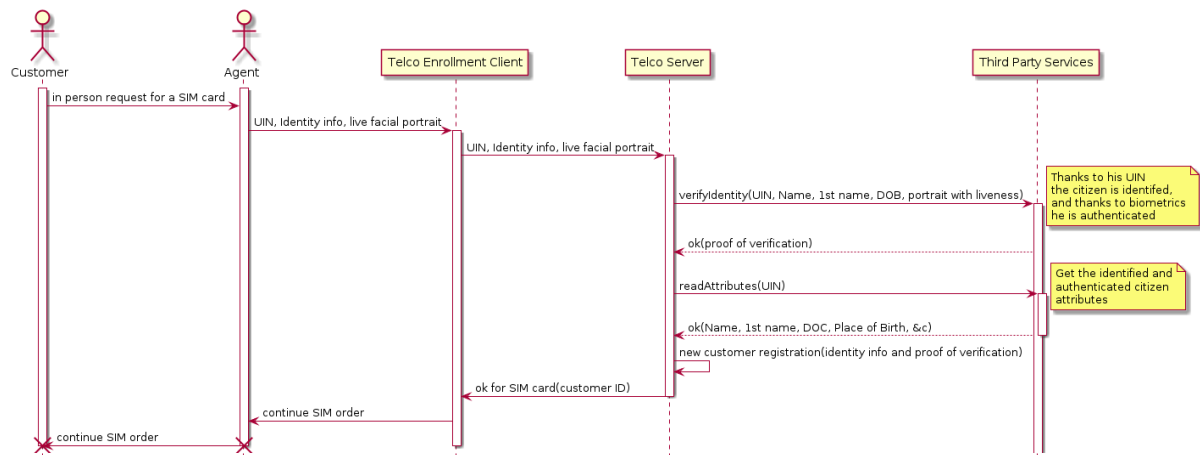 Customer
Agent
Telco Enrollment Client
Telco Server
Third Party Services
in person request for a SIM card
UIN, Identity info, live facial portrait
UIN, Identity info, live facial portrait
verifyIdentity(UIN, Name, 1st name, DOB, portrait with liveness)
Thanks to his UIN
the citizen is identifed,
and thanks to biometrics
he is authenticated
ok(proof of verification)
readAttributes(UIN)
Get the identified and
authenticated citizen
attributes
ok(Name, 1st name, DOC, Place of Birth, &c)
new customer registration(identity info and proof of verification)
ok for SIM card(customer ID)
continue SIM order
continue SIM order